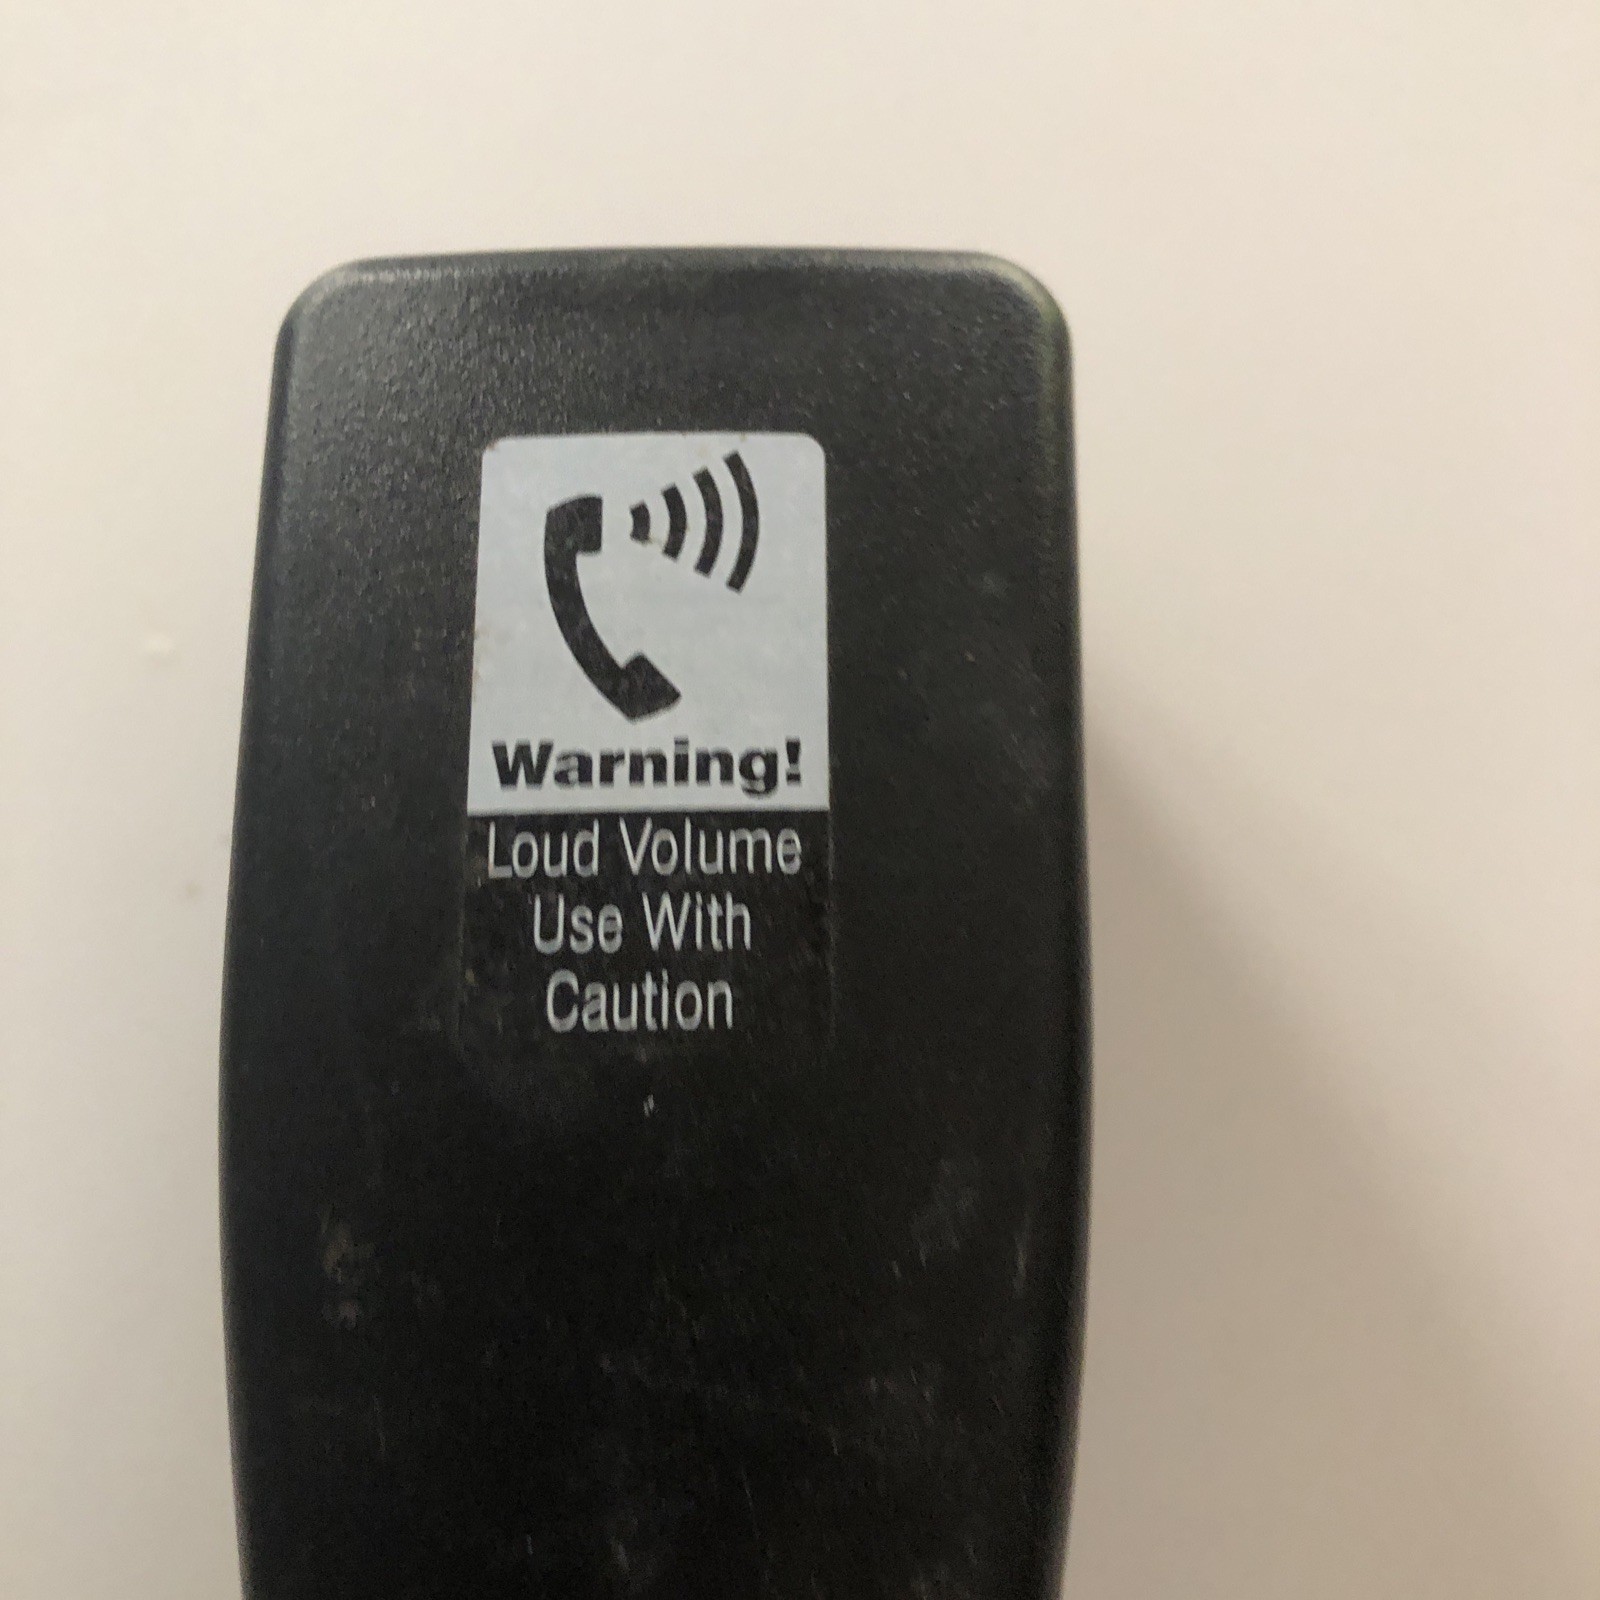 Warning!
Loud Volume
Use With
Caution